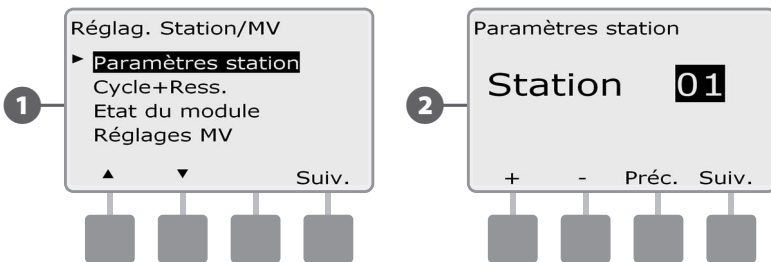 1
Réglag. Station/MV
► Paramètres station
Cycle+Ress.
Etat du module
Réglages MV
▲ ▼ Suiv.
2
Paramètres station
Station 01
+ - Préc. Suiv.